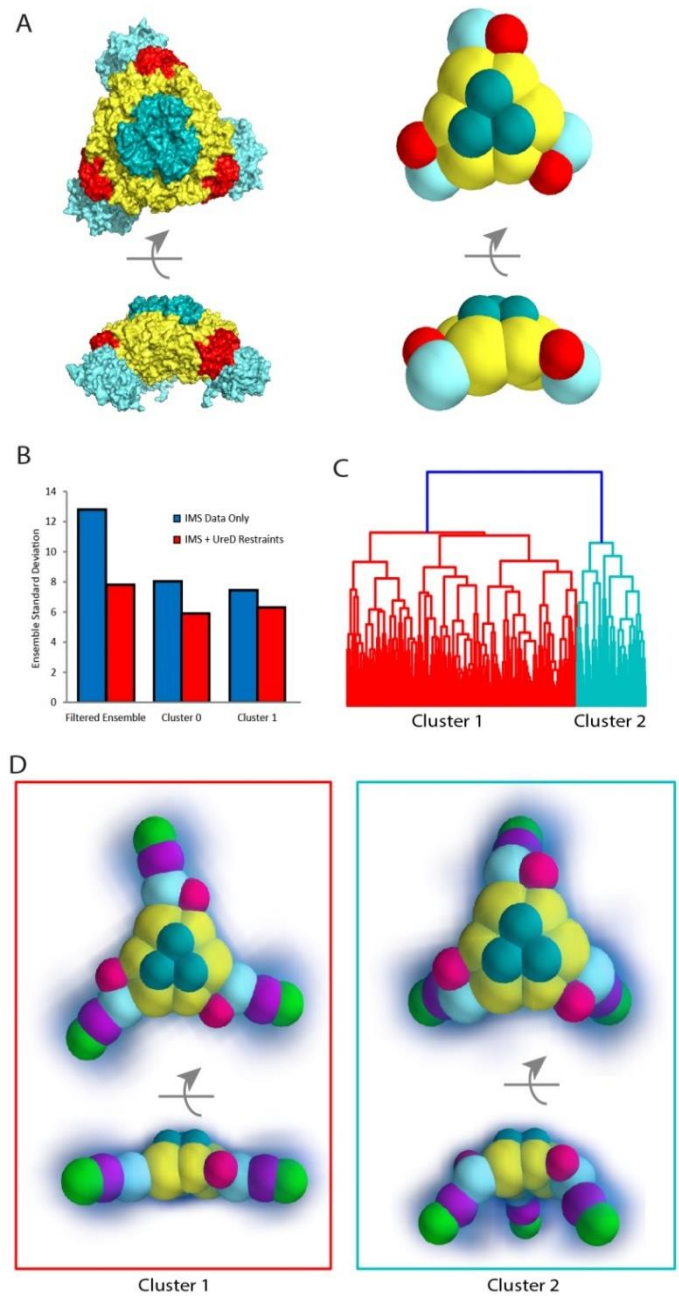 A
B
14
12
10
8
6
4
2
0
Ensemble Standard Deviation
IMS Data Only
IMS + UreD Restraints
Filtered Ensemble
Cluster 0
Cluster 1
C
Cluster 1
Cluster 2
D
Cluster 1
Cluster 2